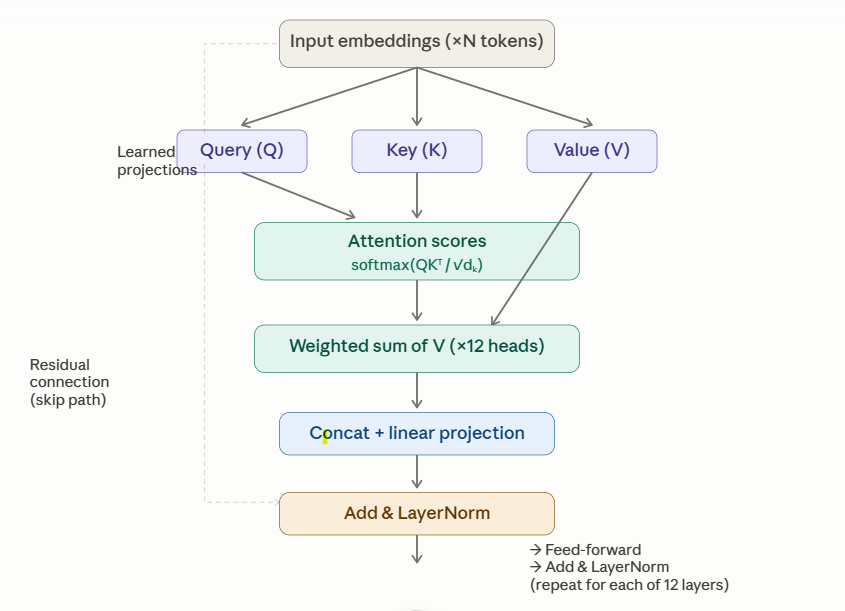 Input embeddings (×N tokens)
Learned
projections
Query (Q)
Key (K)
Value (V)
Attention scores
softmax(QKᵀ / √dₖ)
Weighted sum of V (×12 heads)
Residual
connection
(skip path)
Concat + linear projection
Add & LayerNorm
→ Feed-forward
→ Add & LayerNorm
(repeat for each of 12 layers)